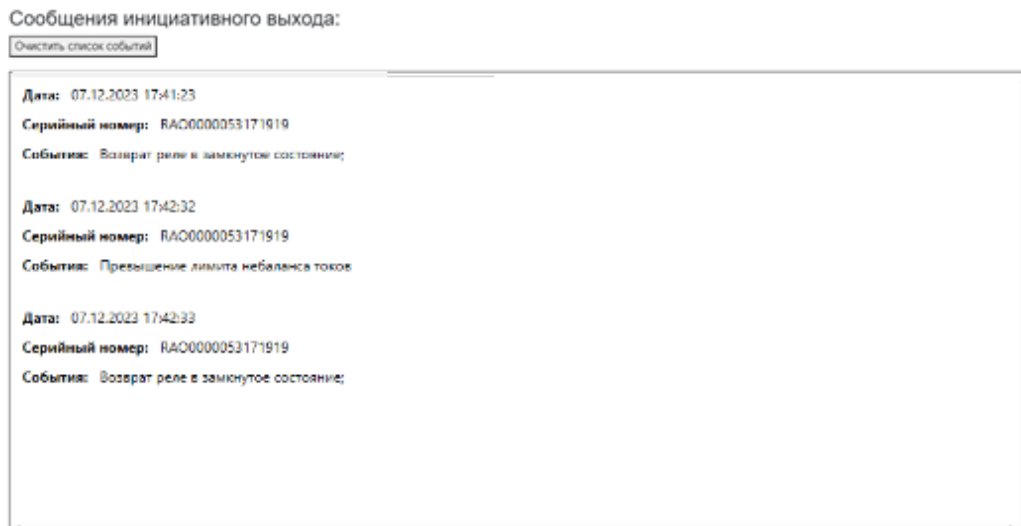 Сообщения инициативного выхода:
Очистить список событий
Дата: 07.12.2023 17:41:23
Серийный номер: RAO0000053171919
События: Возврат реле в замкнутое состояние;
Дата: 07.12.2023 17:42:32
Серийный номер: RAO0000053171919
События: Превышение лимита небаланса токов
Дата: 07.12.2023 17:42:33
Серийный номер: RAO0000053171919
События: Возврат реле в замкнутое состояние;